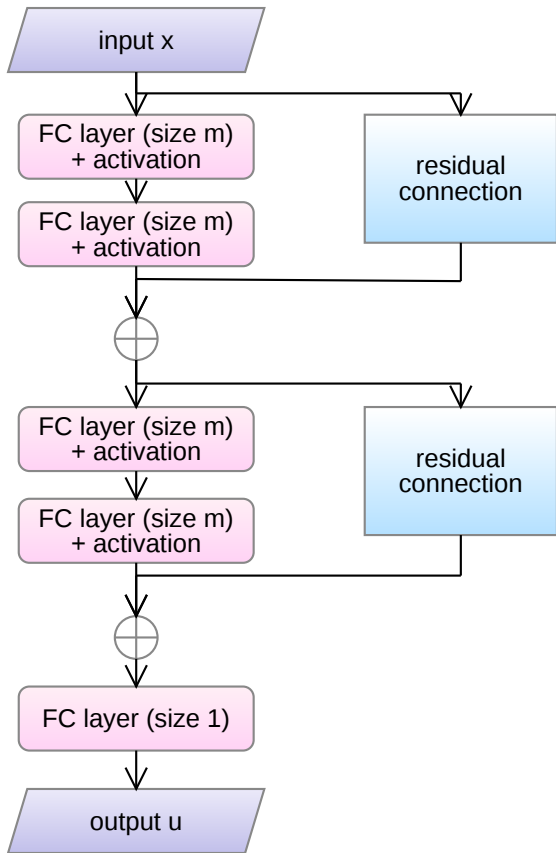 input x
FC layer (size m)
+ activation
residual
connection
FC layer (size m)
+ activation
FC layer (size m)
+ activation
residual
connection
FC layer (size m)
+ activation
FC layer (size 1)
output u